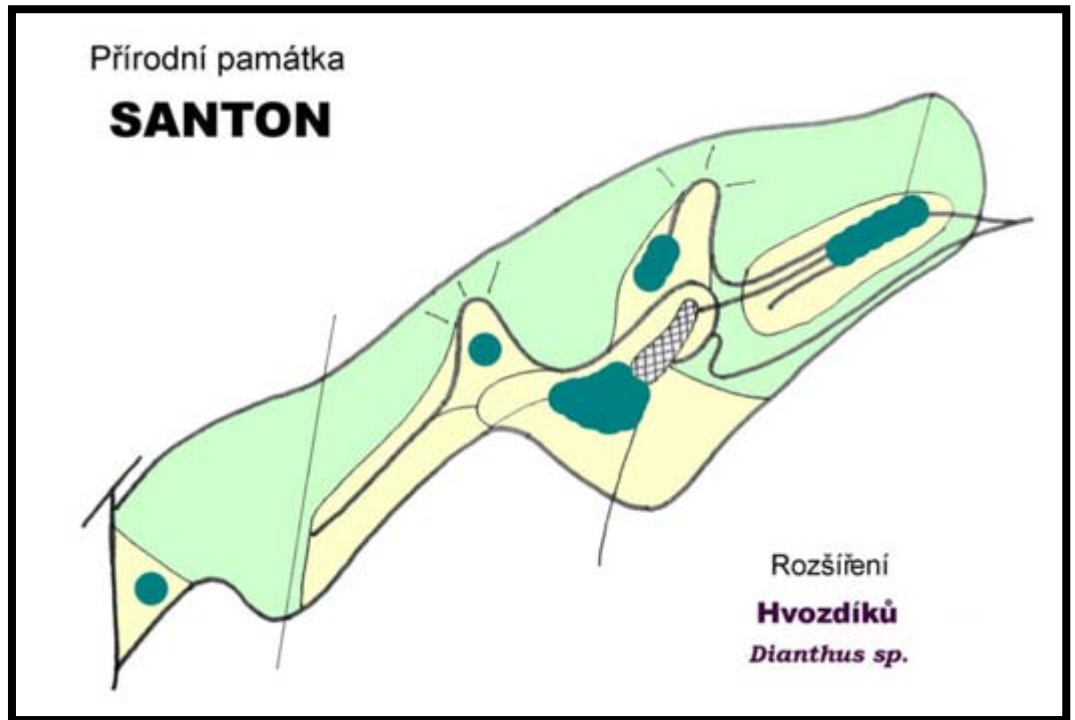 Přírodní památka
SANTON
Rozšíření
Hvozdíků
Dianthus sp.